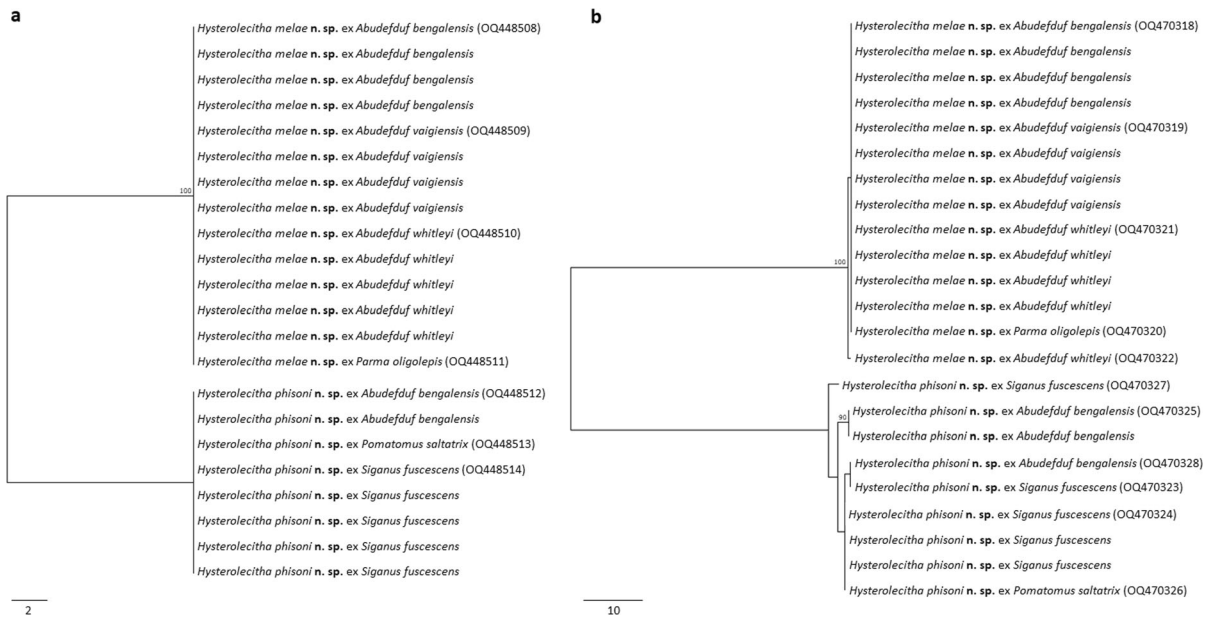 a
Hysterolecitha melae n. sp. ex Abudefduf bengalensis (OQ448508)
Hysterolecitha melae n. sp. ex Abudefduf bengalensis
Hysterolecitha melae n. sp. ex Abudefduf bengalensis
Hysterolecitha melae n. sp. ex Abudefduf bengalensis
Hysterolecitha melae n. sp. ex Abudefduf vaigiensis (OQ448509)
Hysterolecitha melae n. sp. ex Abudefduf vaigiensis
Hysterolecitha melae n. sp. ex Abudefduf vaigiensis
100
Hysterolecitha melae n. sp. ex Abudefduf vaigiensis
Hysterolecitha melae n. sp. ex Abudefduf whitleyi (OQ448510)
Hysterolecitha melae n. sp. ex Abudefduf whitleyi
Hysterolecitha melae n. sp. ex Abudefduf whitleyi
Hysterolecitha melae n. sp. ex Abudefduf whitleyi
Hysterolecitha melae n. sp. ex Abudefduf whitleyi
Hysterolecitha melae n. sp. ex Parma oligolepis (OQ448511)
Hysterolecitha phisoni n. sp. ex Abudefduf bengalensis (OQ448512)
Hysterolecitha phisoni n. sp. ex Abudefduf bengalensis
Hysterolecitha phisoni n. sp. ex Pomatomus saltatrix (OQ448513)
Hysterolecitha phisoni n. sp. ex Siganus fuscescens (OQ448514)
Hysterolecitha phisoni n. sp. ex Siganus fuscescens
Hysterolecitha phisoni n. sp. ex Siganus fuscescens
Hysterolecitha phisoni n. sp. ex Siganus fuscescens
Hysterolecitha phisoni n. sp. ex Siganus fuscescens
2
b
Hysterolecitha melae n. sp. ex Abudefduf bengalensis (OQ470318)
Hysterolecitha melae n. sp. ex Abudefduf bengalensis
Hysterolecitha melae n. sp. ex Abudefduf bengalensis
Hysterolecitha melae n. sp. ex Abudefduf bengalensis
Hysterolecitha melae n. sp. ex Abudefduf vaigiensis (OQ470319)
Hysterolecitha melae n. sp. ex Abudefduf vaigiensis
Hysterolecitha melae n. sp. ex Abudefduf vaigiensis
Hysterolecitha melae n. sp. ex Abudefduf vaigiensis
Hysterolecitha melae n. sp. ex Abudefduf whitleyi (OQ470321)
Hysterolecitha melae n. sp. ex Abudefduf whitleyi
100
Hysterolecitha melae n. sp. ex Abudefduf whitleyi
Hysterolecitha melae n. sp. ex Abudefduf whitleyi
Hysterolecitha melae n. sp. ex Parma oligolepis (OQ470320)
Hysterolecitha melae n. sp. ex Abudefduf whitleyi (OQ470322)
Hysterolecitha phisoni n. sp. ex Siganus fuscescens (OQ470327)
Hysterolecitha phisoni n. sp. ex Abudefduf bengalensis (OQ470325)
90
Hysterolecitha phisoni n. sp. ex Abudefduf bengalensis
Hysterolecitha phisoni n. sp. ex Abudefduf bengalensis (OQ470328)
Hysterolecitha phisoni n. sp. ex Siganus fuscescens (OQ470323)
Hysterolecitha phisoni n. sp. ex Siganus fuscescens (OQ470324)
Hysterolecitha phisoni n. sp. ex Siganus fuscescens
Hysterolecitha phisoni n. sp. ex Siganus fuscescens
Hysterolecitha phisoni n. sp. ex Pomatomus saltatrix (OQ470326)
10